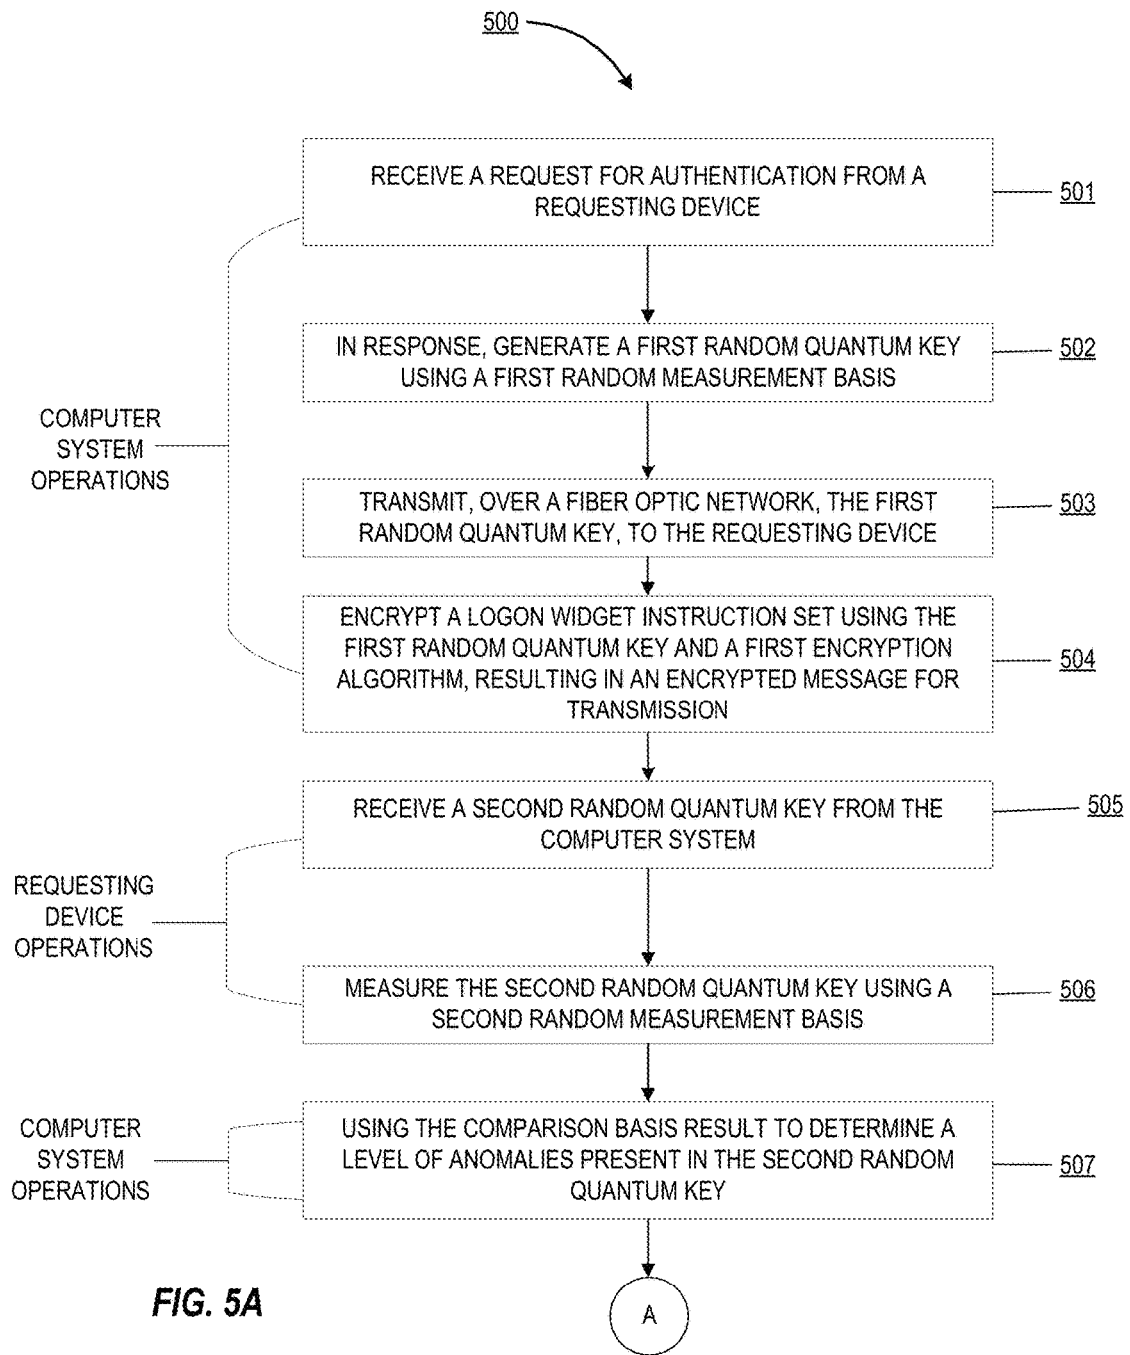 500
RECEIVE A REQUEST FOR AUTHENTICATION FROM A
REQUESTING DEVICE
501
IN RESPONSE, GENERATE A FIRST RANDOM QUANTUM KEY
USING A FIRST RANDOM MEASUREMENT BASIS
502
COMPUTER
SYSTEM
OPERATIONS
TRANSMIT, OVER A FIBER OPTIC NETWORK, THE FIRST
RANDOM QUANTUM KEY, TO THE REQUESTING DEVICE
503
ENCRYPT A LOGON WIDGET INSTRUCTION SET USING THE
FIRST RANDOM QUANTUM KEY AND A FIRST ENCRYPTION
ALGORITHM, RESULTING IN AN ENCRYPTED MESSAGE FOR
TRANSMISSION
504
RECEIVE A SECOND RANDOM QUANTUM KEY FROM THE
COMPUTER SYSTEM
505
REQUESTING
DEVICE
OPERATIONS
MEASURE THE SECOND RANDOM QUANTUM KEY USING A
SECOND RANDOM MEASUREMENT BASIS
506
COMPUTER
SYSTEM
OPERATIONS
USING THE COMPARISON BASIS RESULT TO DETERMINE A
LEVEL OF ANOMALIES PRESENT IN THE SECOND RANDOM
QUANTUM KEY
507
FIG. 5A
A